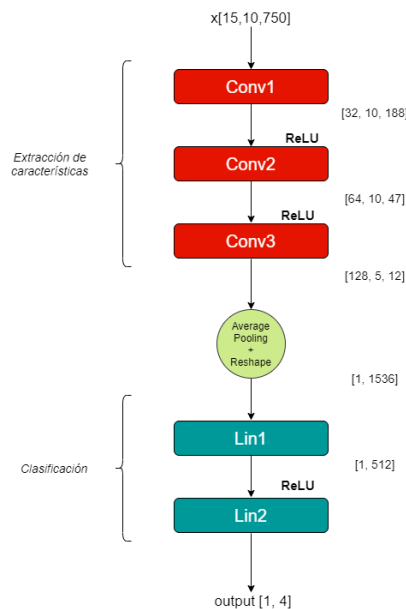 x[15,10,750]
Conv1
[32, 10, 188]
ReLU
Extracción de
características
Conv2
[64, 10, 47]
ReLU
Conv3
[128, 5, 12]
Average
Pooling
+
Reshape
[1, 1536]
Lin1
[1, 512]
Clasificación
ReLU
Lin2
output [1, 4]